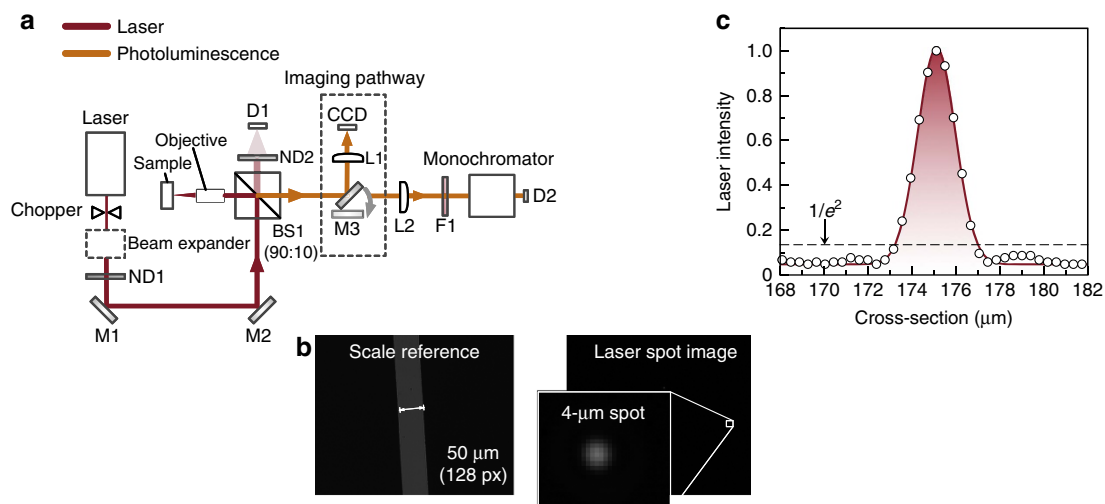 a
Laser
Photoluminescence
Imaging pathway
Laser
D1
CCD
Objective
Sample
ND2
L1
Monochromator
Chopper
D2
Beam expander
BS1
(90:10)
M3
L2
F1
ND1
M1
M2
b
Scale reference
50 μm
(128 px)
Laser spot image
4-μm spot
c
Laser intensity
1.0
0.8
0.6
0.4
0.2
0
1/e²
168 170 172 174 176 178 180 182
Cross-section (μm)